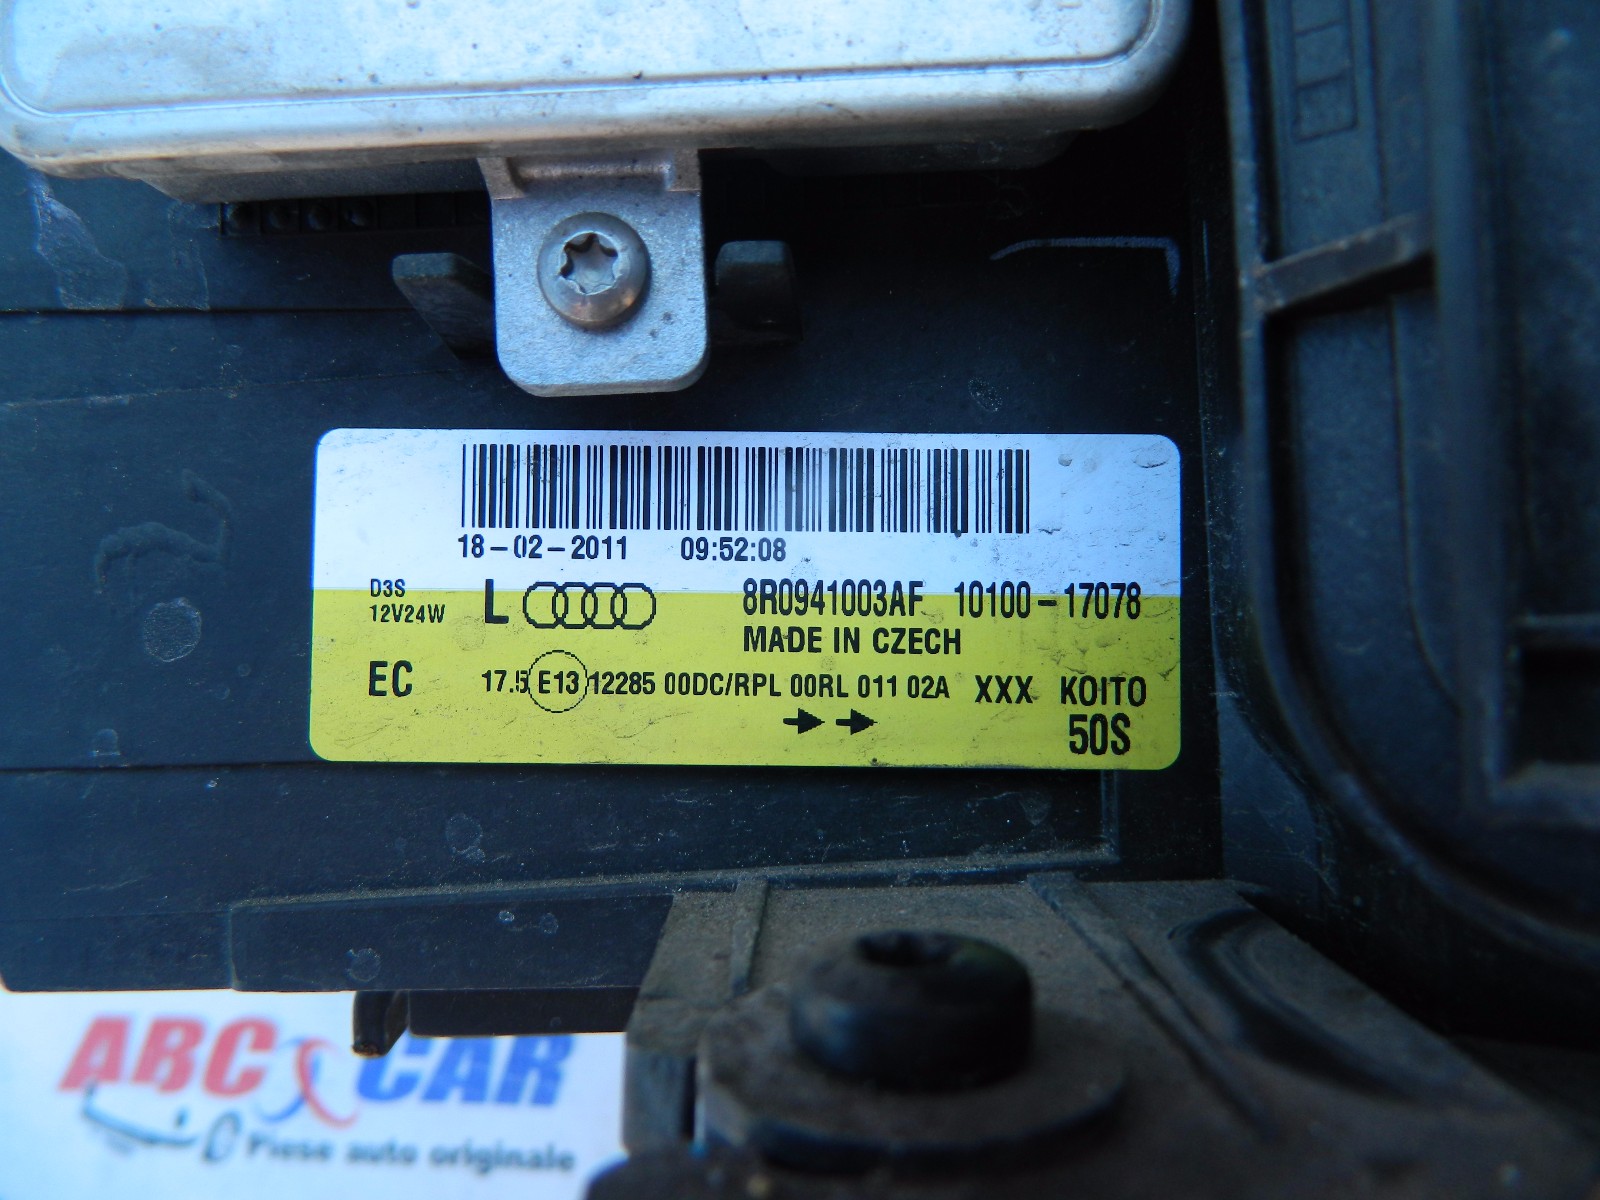 18-02-2011 09:52:08
D3S
12V24W
L 8R0941003AF 10100-17078
MADE IN CZECH
EC 17.5 E13 12285 00DC/RPL 00RL 011 02A XXX KOITO
50S
ABC CAR
Piese auto originale